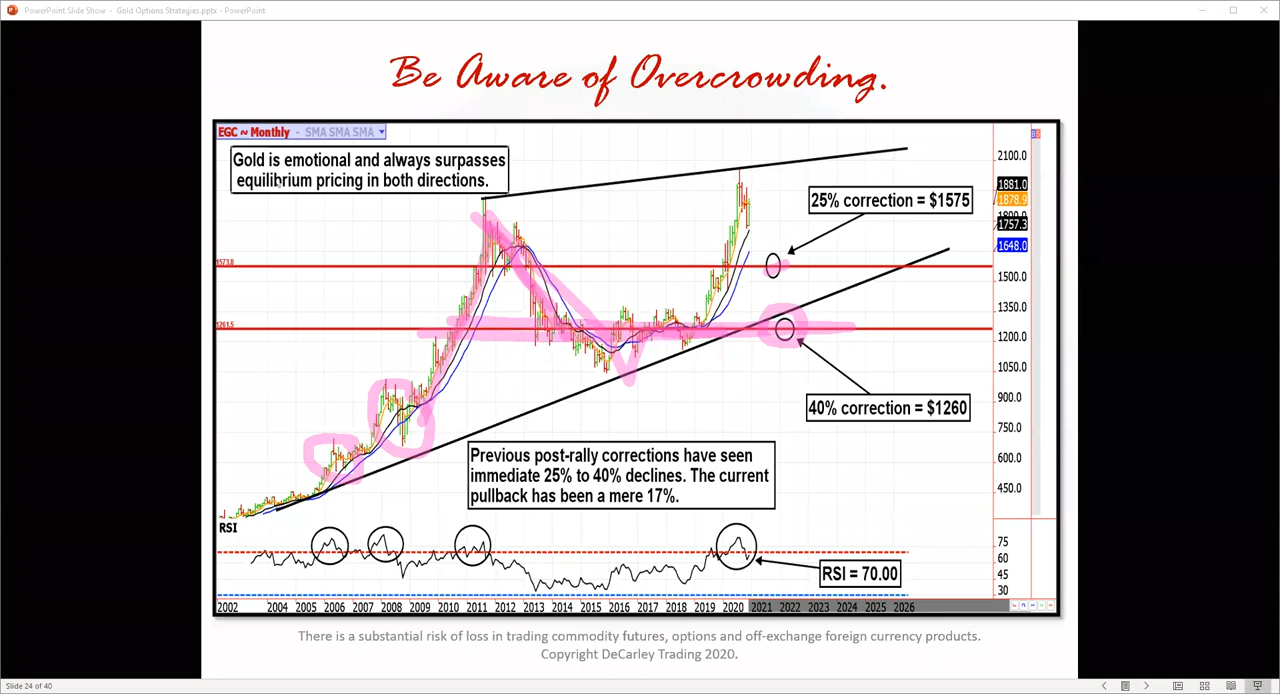 PowerPoint Slide Show - Gold Options Strategies.pptx - PowerPoint
Be Aware of Overcrowding.
EGC ~ Monthly - SMA SMA SMA
Gold is emotional and always surpasses
equilibrium pricing in both directions.
2100.0
1881.0
1878.9
1800.0
1757.3
1648.0
1500.0
1350.0
1200.0
1050.0
900.0
750.0
600.0
450.0
25% correction = $1575
1573.8
1261.5
40% correction = $1260
Previous post-rally corrections have seen
immediate 25% to 40% declines. The current
pullback has been a mere 17%.
RSI
75
60
45
30
RSI = 70.00
2002 2004 2005 2006 2007 2008 2009 2010 2011 2012 2013 2014 2015 2016 2017 2018 2019 2020 2021 2022 2023 2024 2025 2026
There is a substantial risk of loss in trading commodity futures, options and off-exchange foreign currency products.
Copyright DeCarley Trading 2020.
Slide 24 of 40